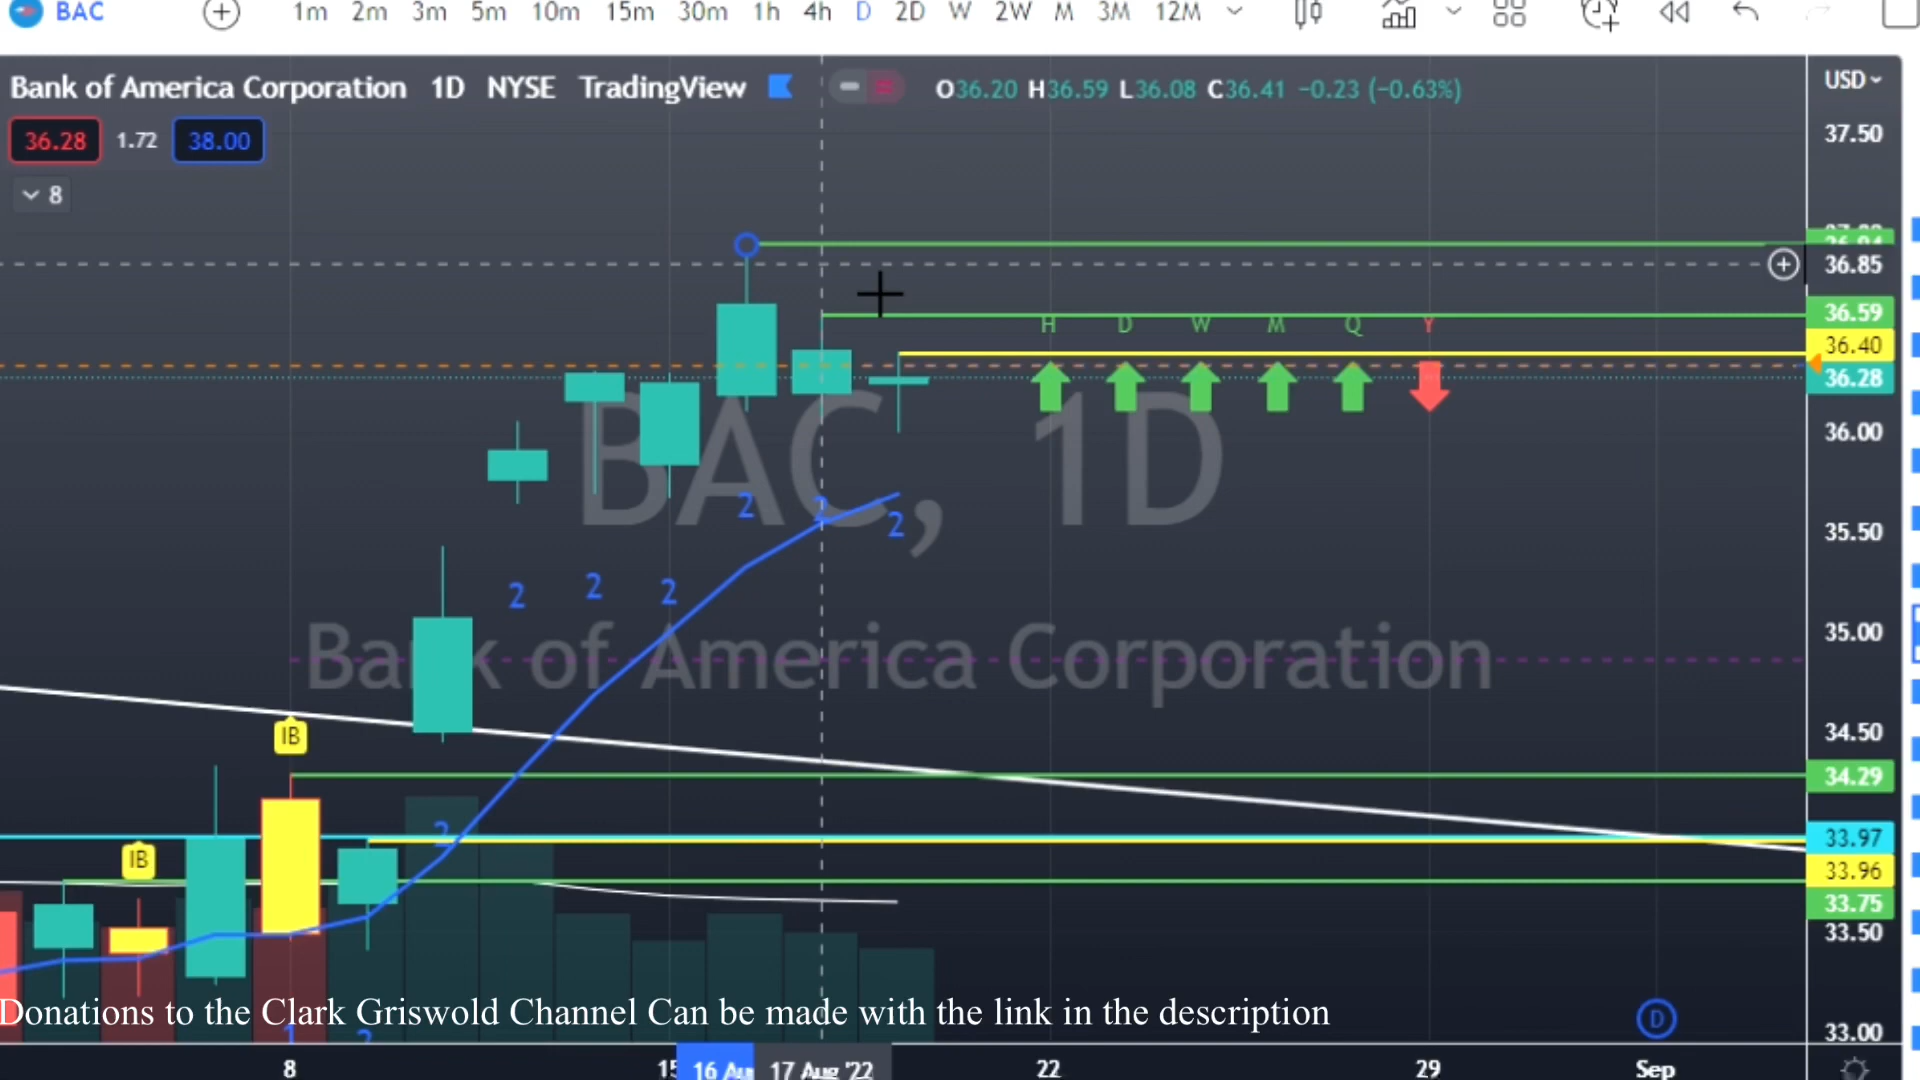 BAC 1m 2m 3m 5m 10m 15m 30m 1h 4h D 2D W 2W M 3M 12M
Bank of America Corporation 1D NYSE TradingView O36.20 H36.59 L36.08 C36.41 −0.23 (−0.63%) USD
36.28 1.72 38.00
37.50
8
36.85
36.59
H D W M Q Y
36.40
36.28
BAC, 1D
36.00
2 2 2
35.50
2 2 2
Bank of America Corporation
35.00
IB
34.50
34.29
2
33.97
IB
33.96
33.75
33.50
Donations to the Clark Griswold Channel Can be made with the link in the description
D
33.00
8 15 16 17 Aug '22 22 29 Sep